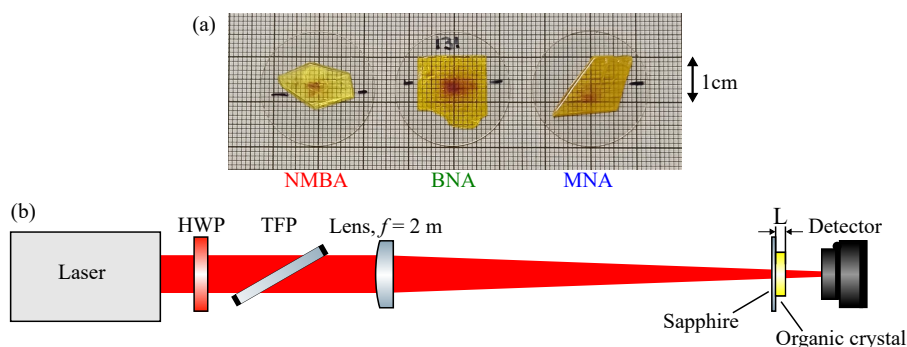 (a)
131
1cm
NMBA
BNA
MNA
(b)
HWP
TFP
Lens, f = 2 m
L
Detector
Laser
Sapphire
Organic crystal